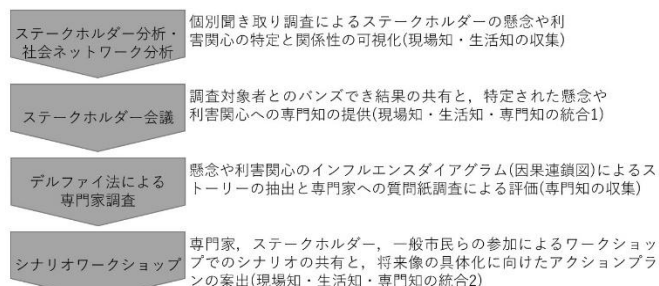 ステークホルダー分析・
社会ネットワーク分析
個別聞き取り調査によるステークホルダーの懸念や利
害関心の特定と関係性の可視化(現場知・生活知の収集)
ステークホルダー会議
調査対象者とのバンズでき結果の共有と，特定された懸念や
利害関心への専門知の提供(現場知・生活知・専門知の統合1)
デルファイ法による
専門家調査
懸念や利害関心のインフルエンスダイアグラム(因果連鎖図)によるス
トーリーの抽出と専門家への質問紙調査による評価(専門知の収集)
シナリオワークショップ
専門家，ステークホルダー，一般市民らの参加によるワークショッ
プでのシナリオの共有と，将来像の具体化に向けたアクションプラ
ンの案出(現場知・生活知・専門知の統合2)